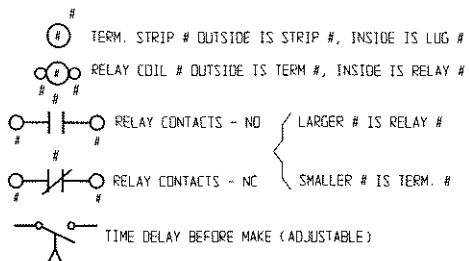 #
# TERM. STRIP # OUTSIDE IS STRIP #, INSIDE IS LUG #
# RELAY COIL # OUTSIDE IS TERM #, INSIDE IS RELAY #
# #
#
RELAY CONTACTS - NO LARGER # IS RELAY #
# #
#
RELAY CONTACTS - NC SMALLER # IS TERM. #
# #
TIME DELAY BEFORE MAKE (ADJUSTABLE)